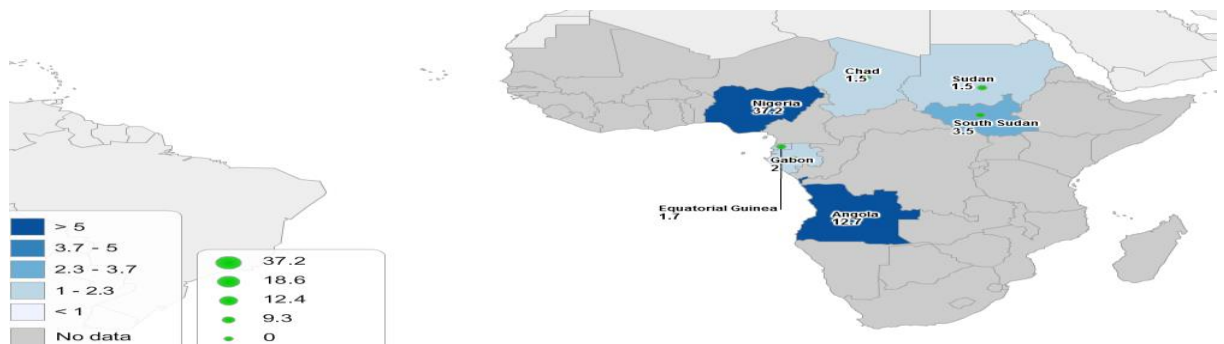 Chad
1.5
Sudan
1.5
Nigeria
37.2
South Sudan
3.5
Gabon
2
Equatorial Guinea
1.7
Angola
12.7
> 5
3.7 - 5
2.3 - 3.7
1 - 2.3
< 1
No data
37.2
18.6
12.4
9.3
0